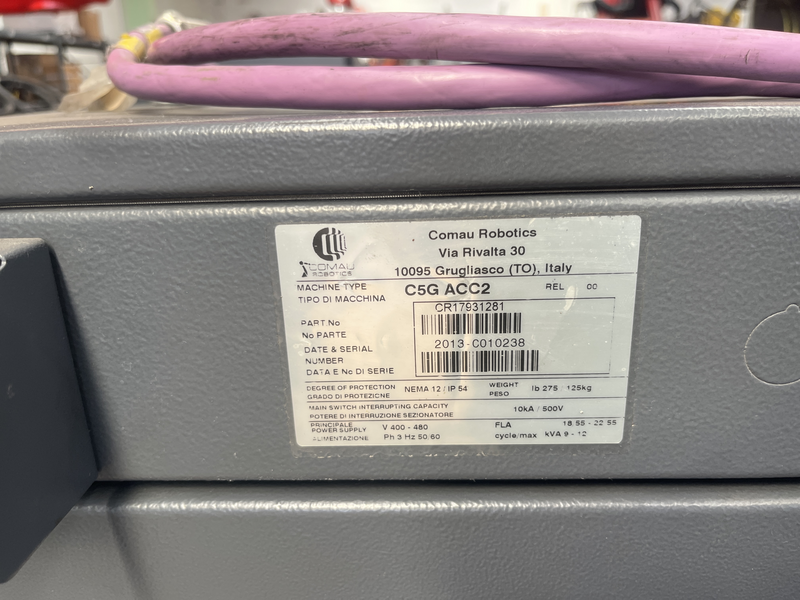 Comau Robotics
Via Rivalta 30
10095 Grugliasco (TO), Italy
COMAU
ROBOTICS
MACHINE TYPE
TIPO DI MACCHINA
C5G ACC2
REL 00
PART No
No PARTE
CR17931281
DATE & SERIAL
NUMBER
DATA E No DI SERIE
2013-C010238
DEGREE OF PROTECTION
GRADO DI PROTEZIONE
NEMA 12 / IP 54
WEIGHT
PESO
lb 275 / 125kg
MAIN SWITCH INTERRUPTING CAPACITY
POTERE DI INTERRUZIONE SEZIONATORE
10kA / 500V
PRINCIPALE
POWER SUPPLY
ALIMENTAZIONE
V 400 - 480
Ph 3 Hz 50/60
FLA 18.55 - 22.55
cycle/max kVA 9 - 12